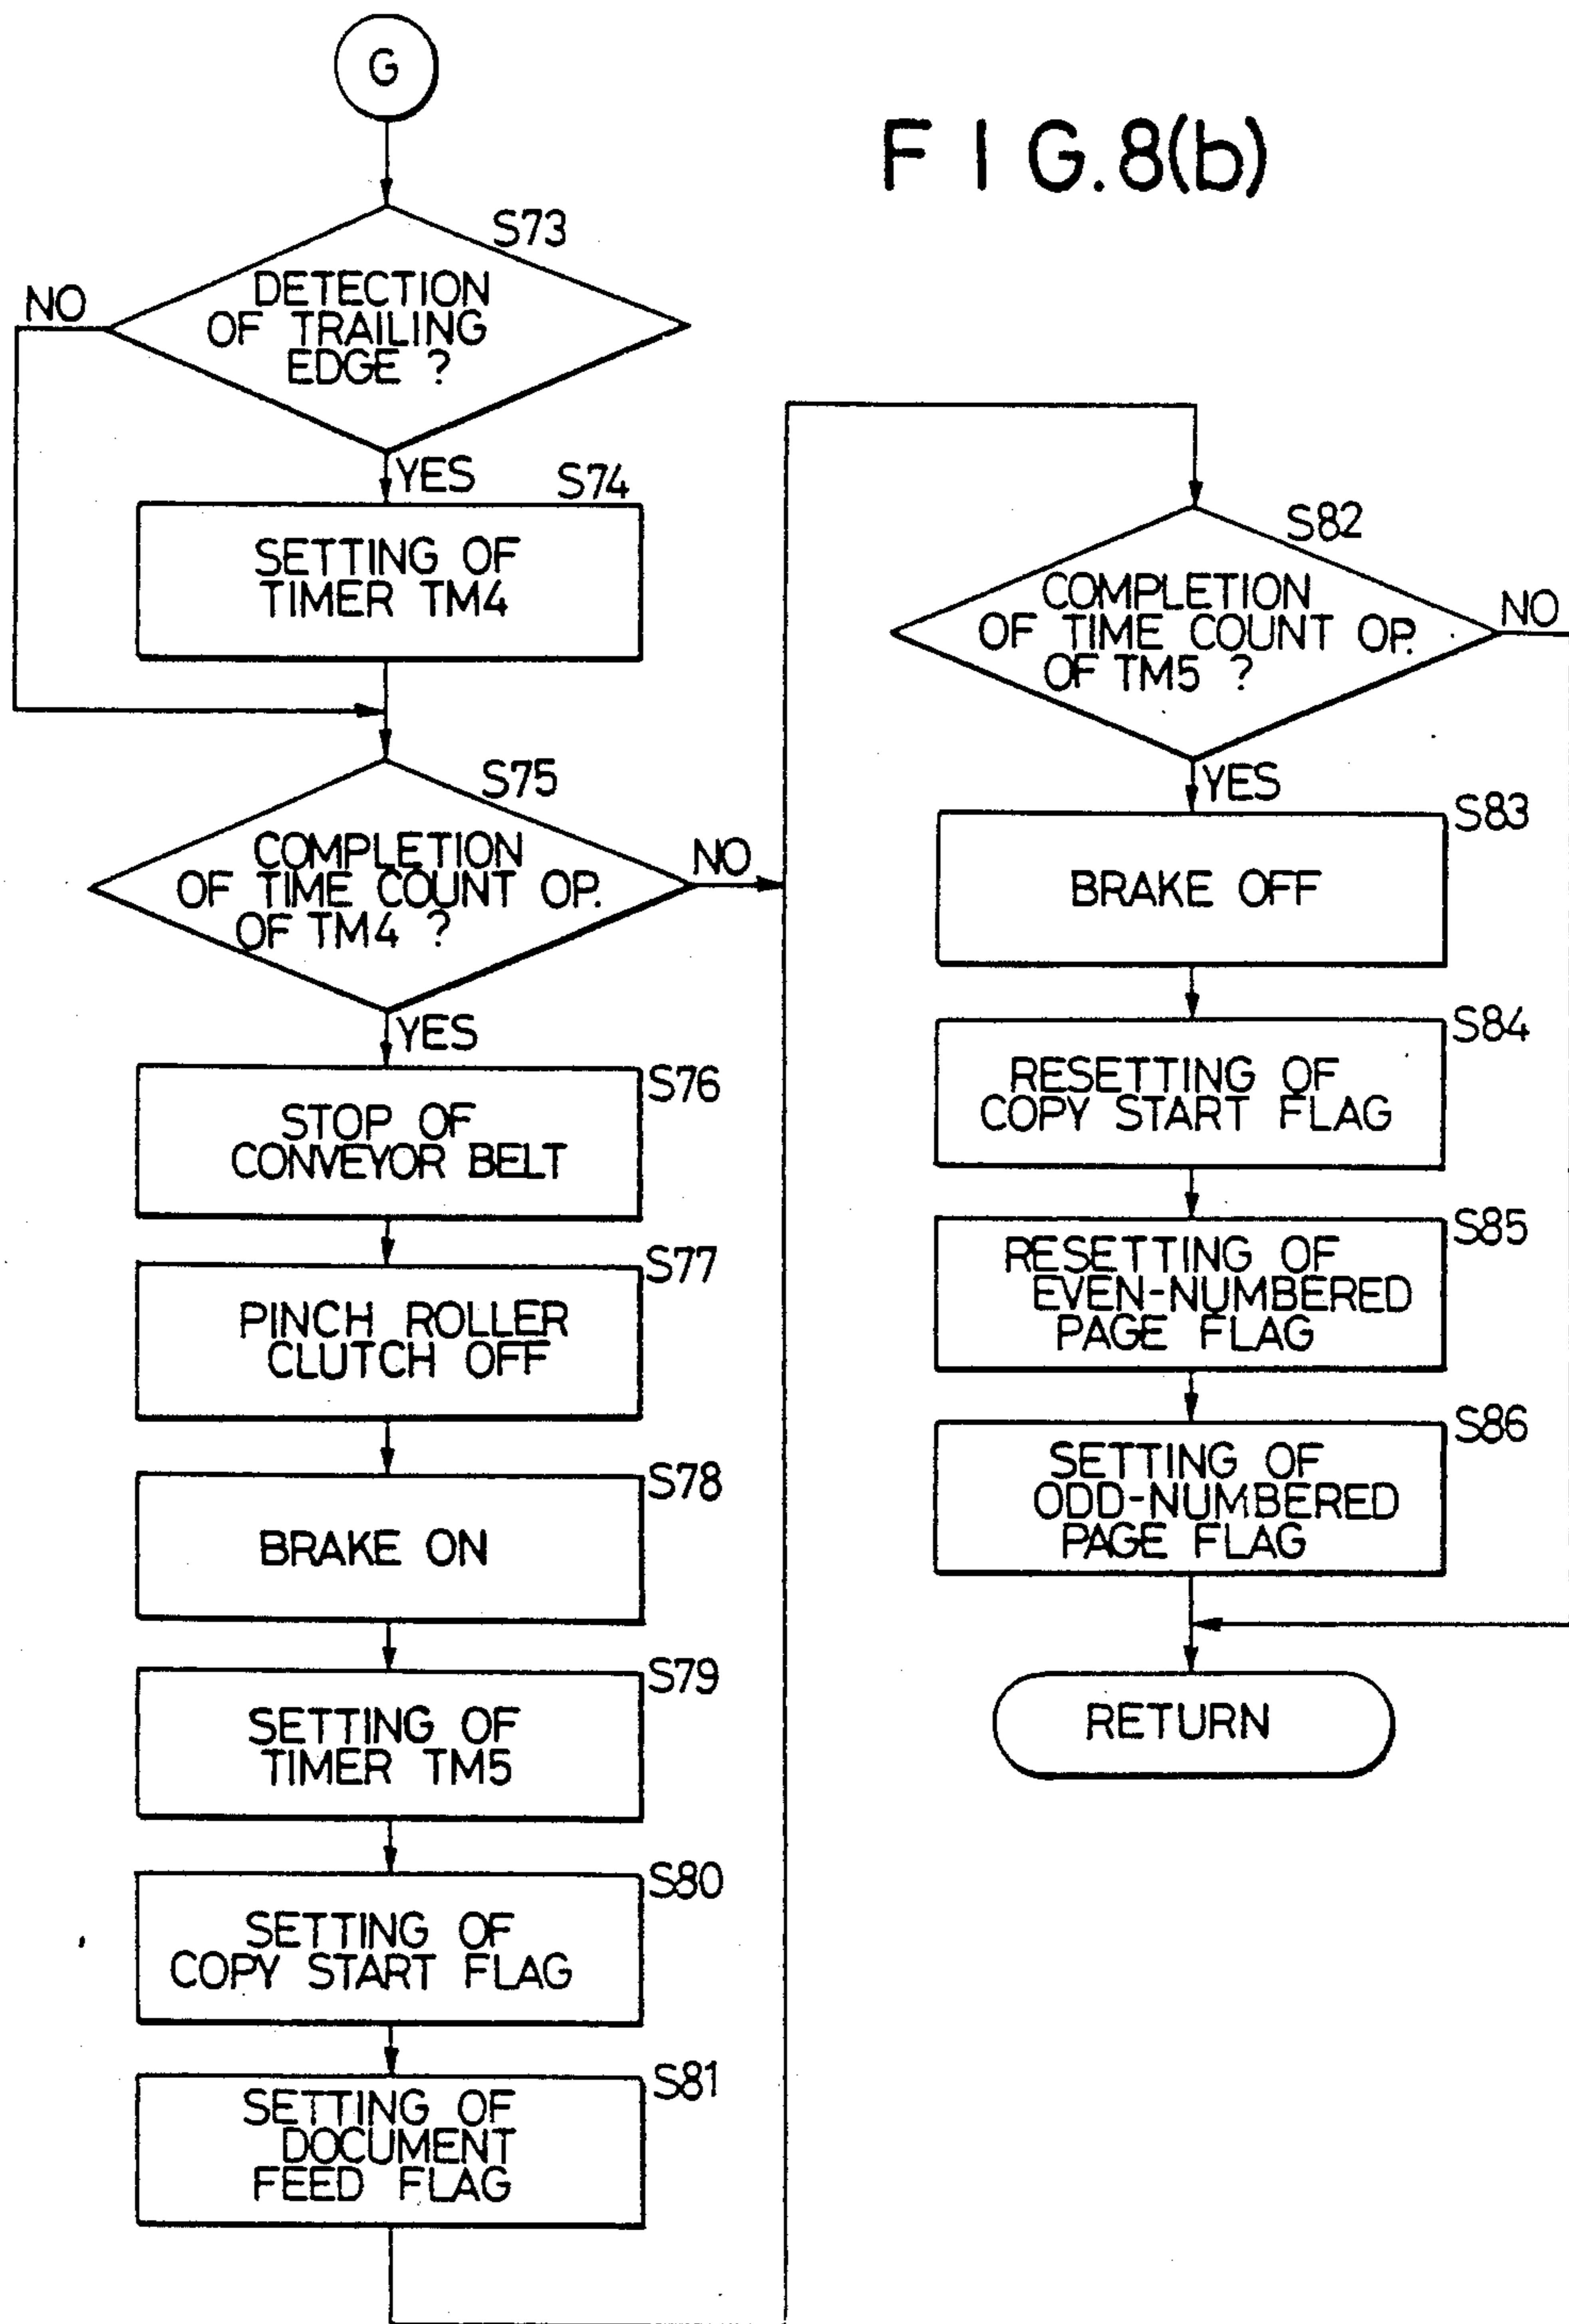 G
F I G. 8(b)
S73
DETECTION
OF TRAILING
EDGE ?
NO
YES
S74
SETTING OF
TIMER TM4
S75
COMPLETION
OF TIME COUNT OP.
OF TM4 ?
NO
YES
S76
STOP OF
CONVEYOR BELT
S77
PINCH ROLLER
CLUTCH OFF
S78
BRAKE ON
S79
SETTING OF
TIMER TM5
S80
SETTING OF
COPY START FLAG
S81
SETTING OF
DOCUMENT
FEED FLAG
S82
COMPLETION
OF TIME COUNT OP.
OF TM5 ?
NO
YES
S83
BRAKE OFF
S84
RESETTING OF
COPY START FLAG
S85
RESETTING OF
EVEN-NUMBERED
PAGE FLAG
S86
SETTING OF
ODD-NUMBERED
PAGE FLAG
RETURN